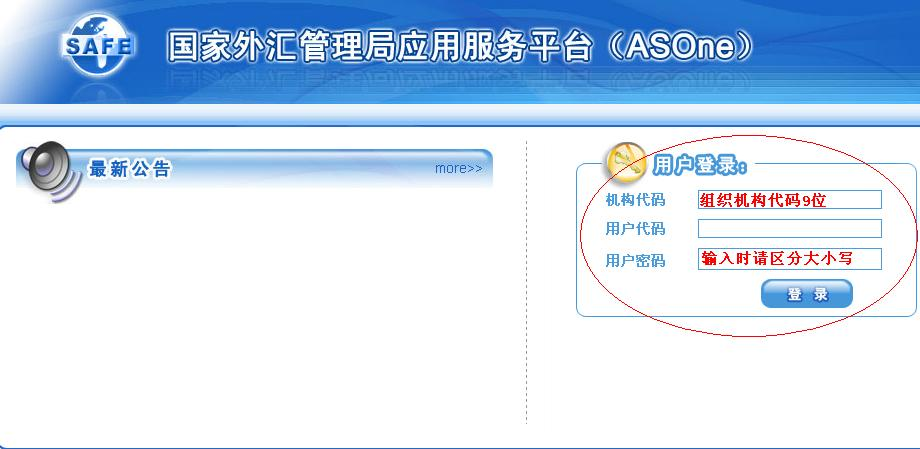 SAFE
国家外汇管理局应用服务平台（ASOne）
最新公告
more>>
用户登录:
机构代码
组织机构代码9位
用户代码
用户密码
输入时请区分大小写
登 录